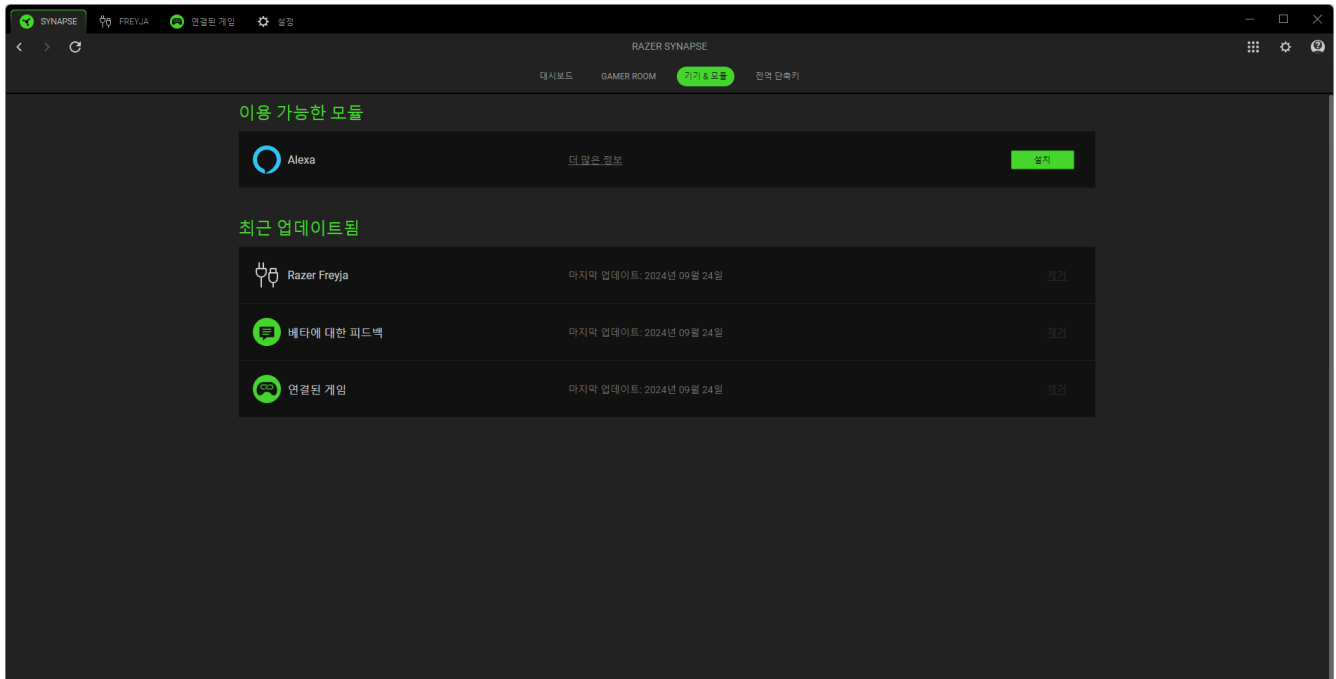 SYNAPSE FREYJA 연결된 게임 설정
RAZER SYNAPSE
대시보드 GAMER ROOM 기기 & 모듈 전역 단축키
이용 가능한 모듈
Alexa 더 많은 정보 설치
최근 업데이트됨
Razer Freyja 마지막 업데이트: 2024년 09월 24일 제거
베타에 대한 피드백 마지막 업데이트: 2024년 09월 24일 제거
연결된 게임 마지막 업데이트: 2024년 09월 24일 제거